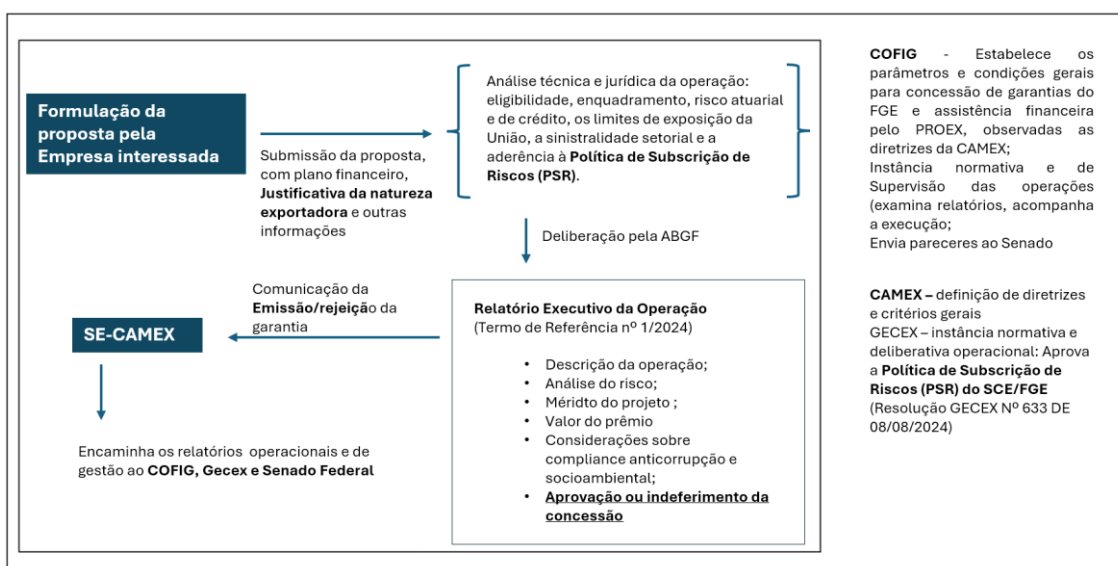 Formulação da
proposta pela
Empresa interessada
Submissão da proposta,
com plano financeiro,
Justificativa da natureza
exportadora e outras
informações
Análise técnica e jurídica da operação:
eligibilidade, enquadramento, risco atuarial
e de crédito, os limites de exposição da
União, a sinistralidade setorial e a
aderência à Política de Subscrição de
Riscos (PSR).
Deliberação pela ABGF
Relatório Executivo da Operação
(Termo de Referência nº 1/2024)
• Descrição da operação;
• Análise do risco;
• Méridto do projeto ;
• Valor do prêmio
• Considerações sobre
compliance anticorrupção e
socioambiental;
• Aprovação ou indeferimento da
concessão
Comunicação da
Emissão/rejeição da
garantia
SE-CAMEX
Encaminha os relatórios operacionais e de
gestão ao COFIG, Gecex e Senado Federal
COFIG - Estabelece os
parâmetros e condições gerais
para concessão de garantias do
FGE e assistência financeira
pelo PROEX, observadas as
diretrizes da CAMEX;
Instância normativa e de
Supervisão das operações
(examina relatórios, acompanha
a execução;
Envia pareceres ao Senado
CAMEX – definição de diretrizes
e critérios gerais
GECEX – instância normativa e
deliberativa operacional: Aprova
a Política de Subscrição de
Riscos (PSR) do SCE/FGE
(Resolução GECEX Nº 633 DE
08/08/2024)